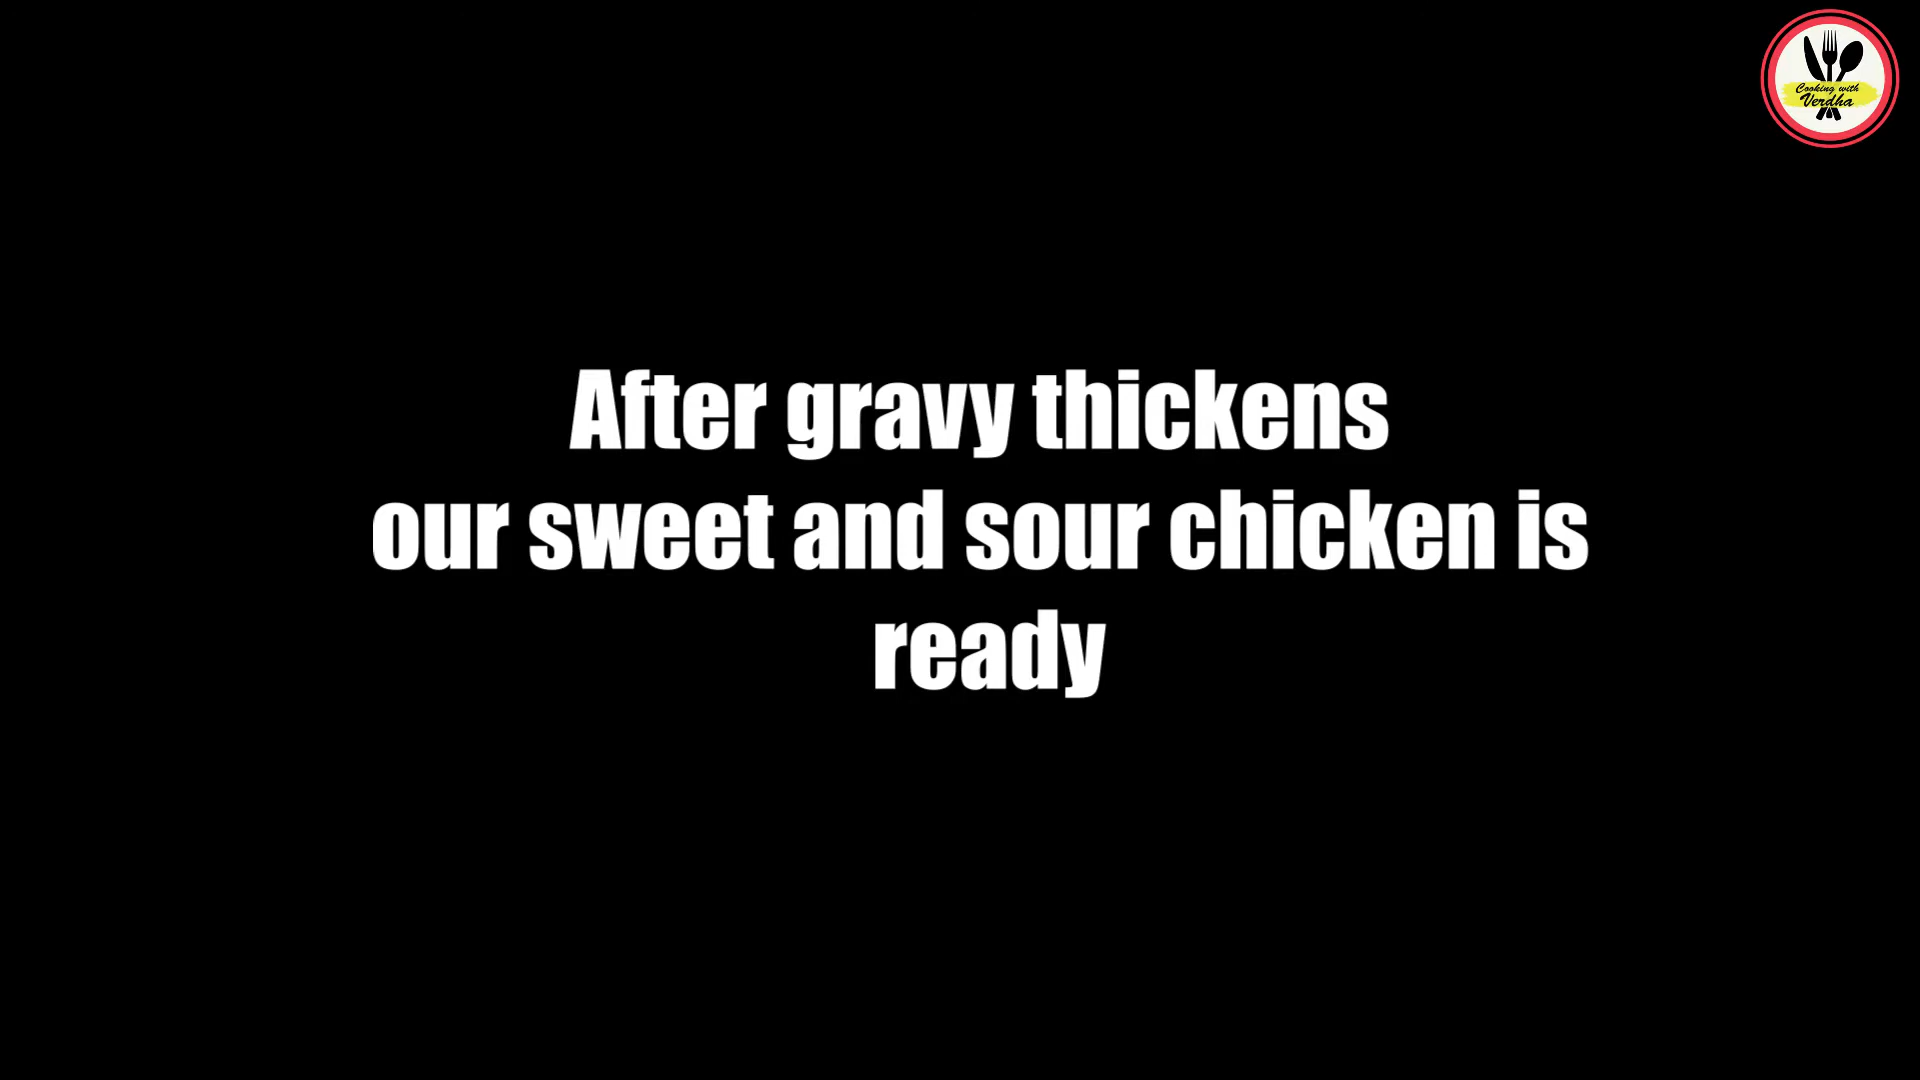 Cooking with
Verdha
After gravy thickens
our sweet and sour chicken is
ready